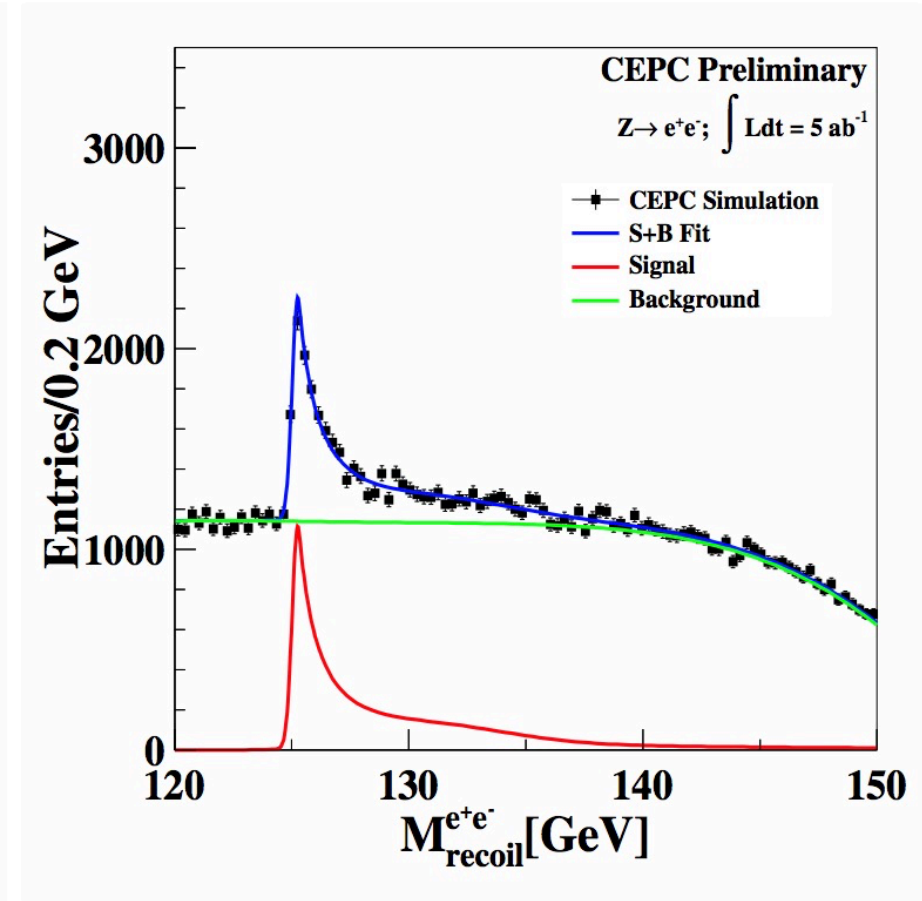 CEPC Preliminary
Z→ e⁺e⁻; ∫ Ldt = 5 ab⁻¹
CEPC Simulation
S+B Fit
Signal
Background
Entries/0.2 GeV
3000
2000
1000
0
120 130 140 150
M_recoil^e⁺e⁻[GeV]